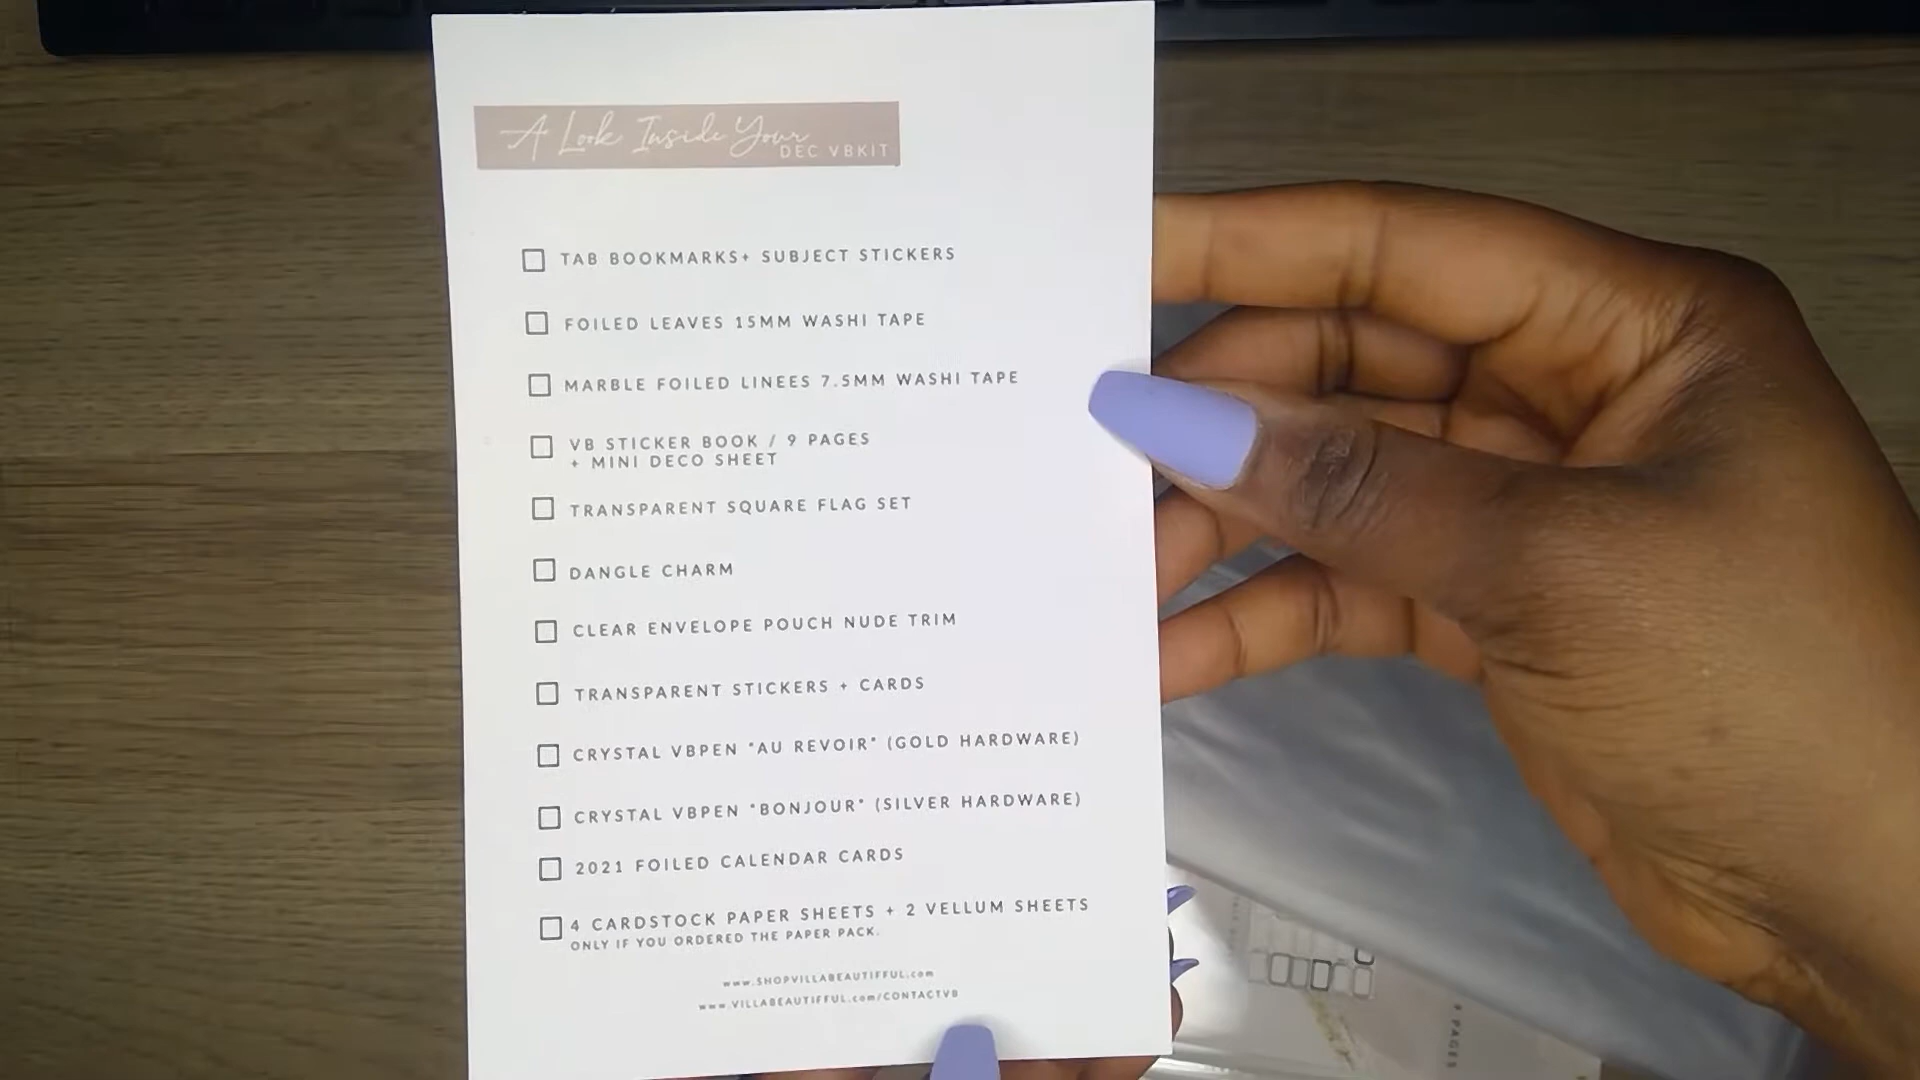 A Look Inside Your
DEC VBKIT
TAB BOOKMARKS+ SUBJECT STICKERS
FOILED LEAVES 15MM WASHI TAPE
MARBLE FOILED LINEES 7.5MM WASHI TAPE
VB STICKER BOOK / 9 PAGES
+ MINI DECO SHEET
TRANSPARENT SQUARE FLAG SET
DANGLE CHARM
CLEAR ENVELOPE POUCH NUDE TRIM
TRANSPARENT STICKERS + CARDS
CRYSTAL VBPEN "AU REVOIR" (GOLD HARDWARE)
CRYSTAL VBPEN "BONJOUR" (SILVER HARDWARE)
2021 FOILED CALENDAR CARDS
4 CARDSTOCK PAPER SHEETS + 2 VELLUM SHEETS
ONLY IF YOU ORDERED THE PAPER PACK.
www.SHOPVILLABEAUTIFFUL.com
www.VILLABEAUTIFFUL.com/CONTACTVB
PAGES